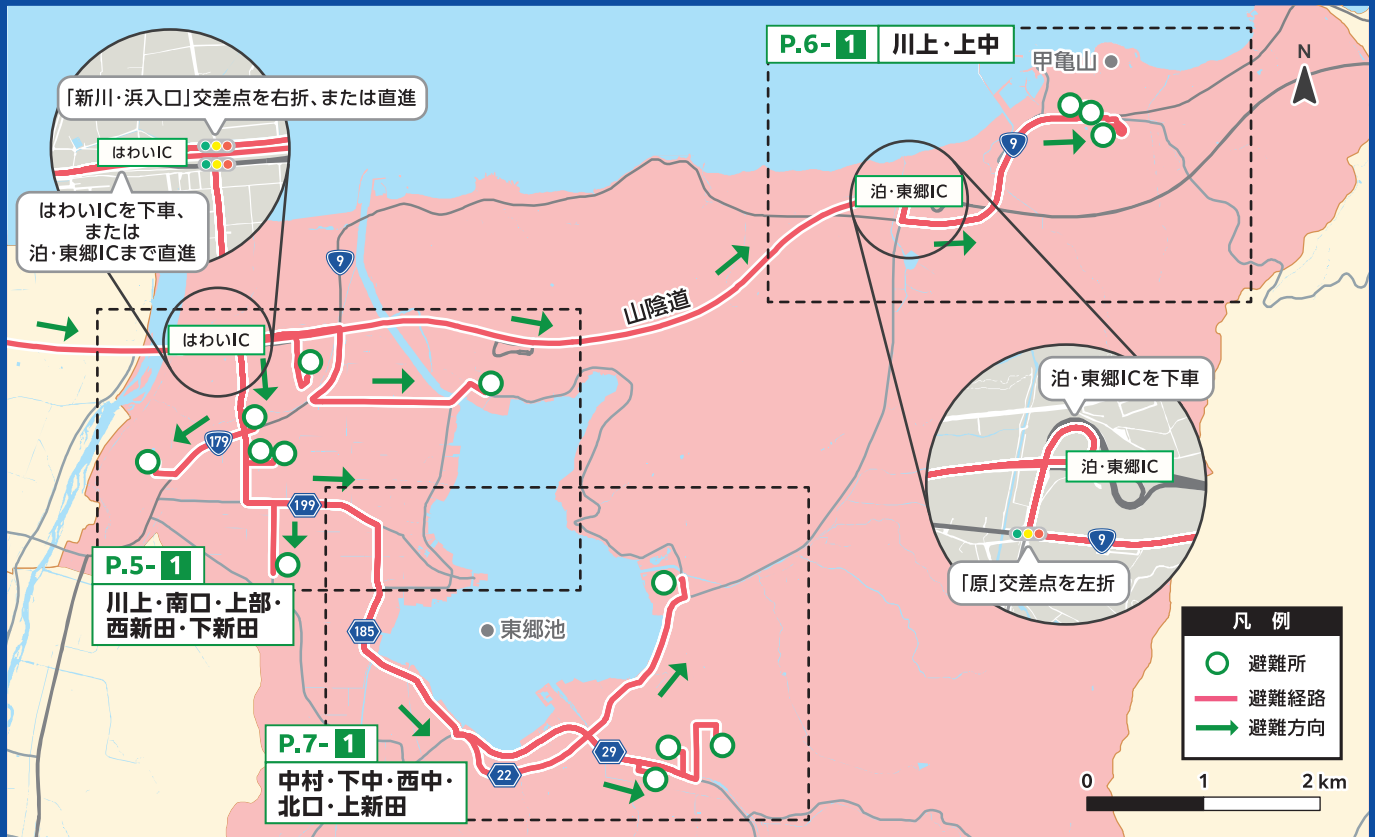 P.6-1 川上・上中
甲亀山
N
「新川・浜入口」交差点を右折、または直進
はわいIC
はわいICを下車、
または
泊・東郷ICまで直進
9
泊・東郷IC
9
山陰道
はわいIC
179
199
P.5-1
川上・南口・上部・
西新田・下新田
185
東郷池
泊・東郷ICを下車
泊・東郷IC
9
「原」交差点を左折
P.7-1
中村・下中・西中・
北口・上新田
22
29
凡 例
避難所
避難経路
避難方向
0 1 2 km